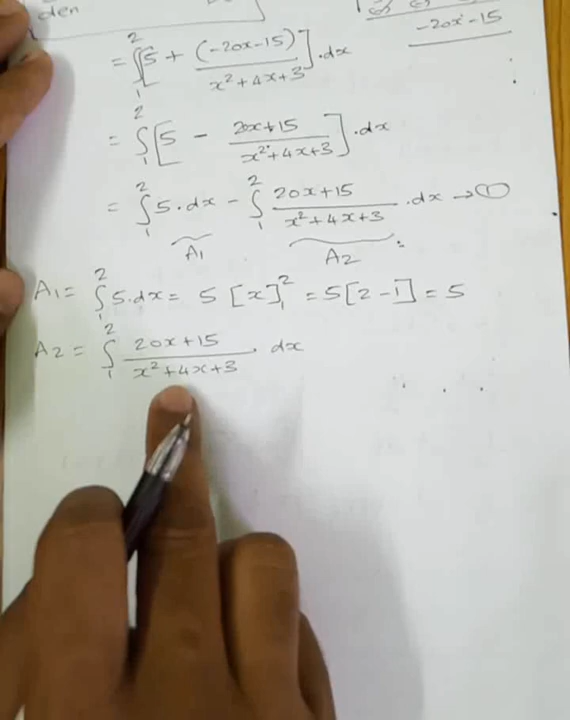 den
-20x-15
= ∫₁² [5 + (-20x-15)/(x²+4x+3)] .dx
= ∫₁² [5 - (20x+15)/(x²+4x+3)] .dx
= ∫₁² 5.dx - ∫₁² (20x+15)/(x²+4x+3) .dx → ①
A₁ A₂
A₁ = ∫₁² 5.dx = 5 [x]₁² = 5[2-1] = 5
A₂ = ∫₁² (20x+15)/(x²+4x+3) . dx